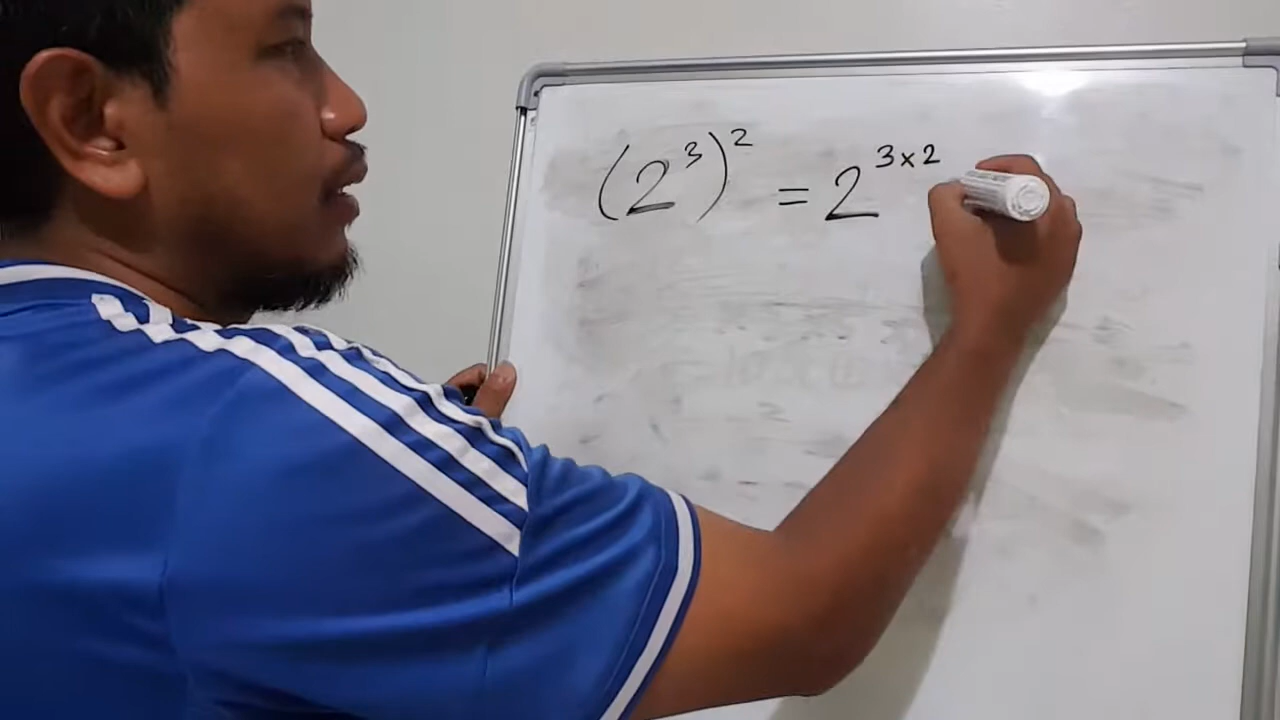 (2³)² = 2³ˣ²